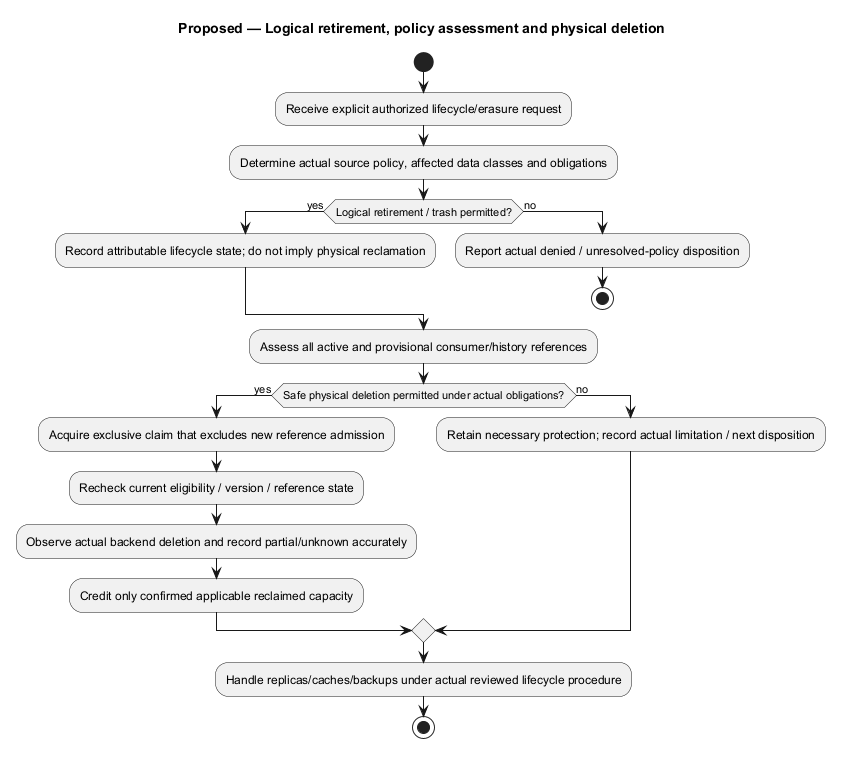 Proposed — Logical retirement, policy assessment and physical deletion
Receive explicit authorized lifecycle/erasure request
Determine actual source policy, affected data classes and obligations
yes
Logical retirement / trash permitted?
no
Record attributable lifecycle state; do not imply physical reclamation
Report actual denied / unresolved-policy disposition
Assess all active and provisional consumer/history references
yes
Safe physical deletion permitted under actual obligations?
no
Acquire exclusive claim that excludes new reference admission
Retain necessary protection; record actual limitation / next disposition
Recheck current eligibility / version / reference state
Observe actual backend deletion and record partial/unknown accurately
Credit only confirmed applicable reclaimed capacity
Handle replicas/caches/backups under actual reviewed lifecycle procedure